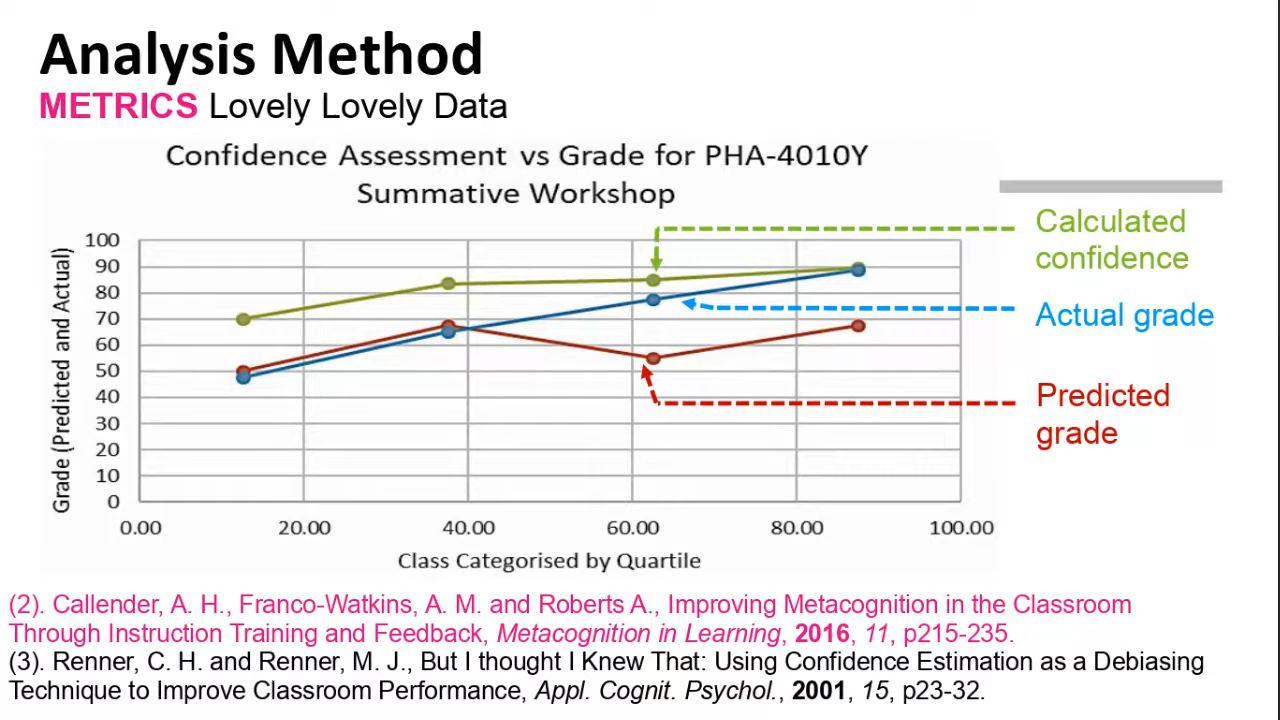 Analysis Method
METRICS Lovely Lovely Data
Confidence Assessment vs Grade for PHA-4010Y
Summative Workshop
Grade (Predicted and Actual)
100
90
80
70
60
50
40
30
20
10
0
0.00 20.00 40.00 60.00 80.00 100.00
Class Categorised by Quartile
Calculated
confidence
Actual grade
Predicted
grade
(2). Callender, A. H., Franco-Watkins, A. M. and Roberts A., Improving Metacognition in the Classroom
Through Instruction Training and Feedback, Metacognition in Learning, 2016, 11, p215-235.
(3). Renner, C. H. and Renner, M. J., But I thought I Knew That: Using Confidence Estimation as a Debiasing
Technique to Improve Classroom Performance, Appl. Cognit. Psychol., 2001, 15, p23-32.